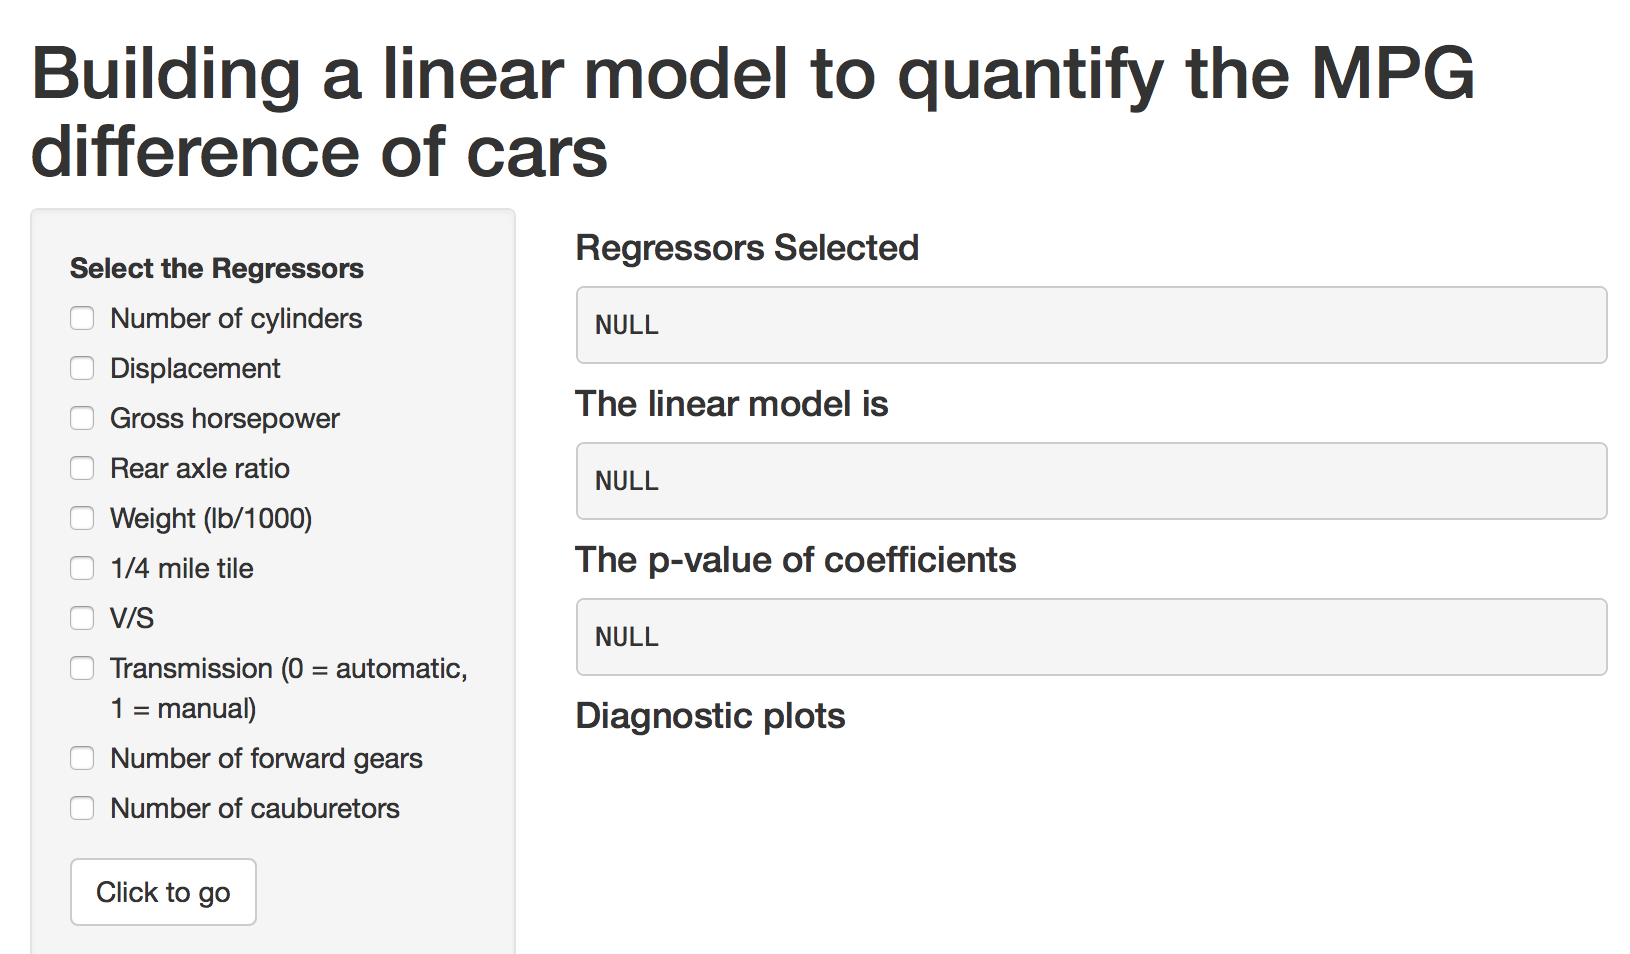 Building a linear model to quantify the MPG
difference of cars
Select the Regressors
Number of cylinders
Displacement
Gross horsepower
Rear axle ratio
Weight (lb/1000)
1/4 mile tile
V/S
Transmission (0 = automatic,
1 = manual)
Number of forward gears
Number of cauburetors
Click to go
Regressors Selected
NULL
The linear model is
NULL
The p-value of coefficients
NULL
Diagnostic plots